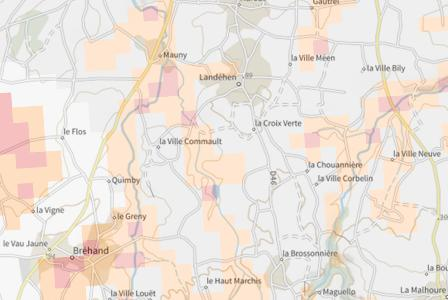 Gautrel
Mauny
la Ville Méen
la Ville Bily
Landéhen
89
la Croix Verte
le Flos
la Ville Commault
la Ville Neuve
la Chouannière
D46
la Ville Corbelin
Quimby
la Vigne
le Greny
le Vau Jaune
Bréhand
94
la Brossonnière
le Haut Marchis
la Ville Louët
Maguello
La Malhoure